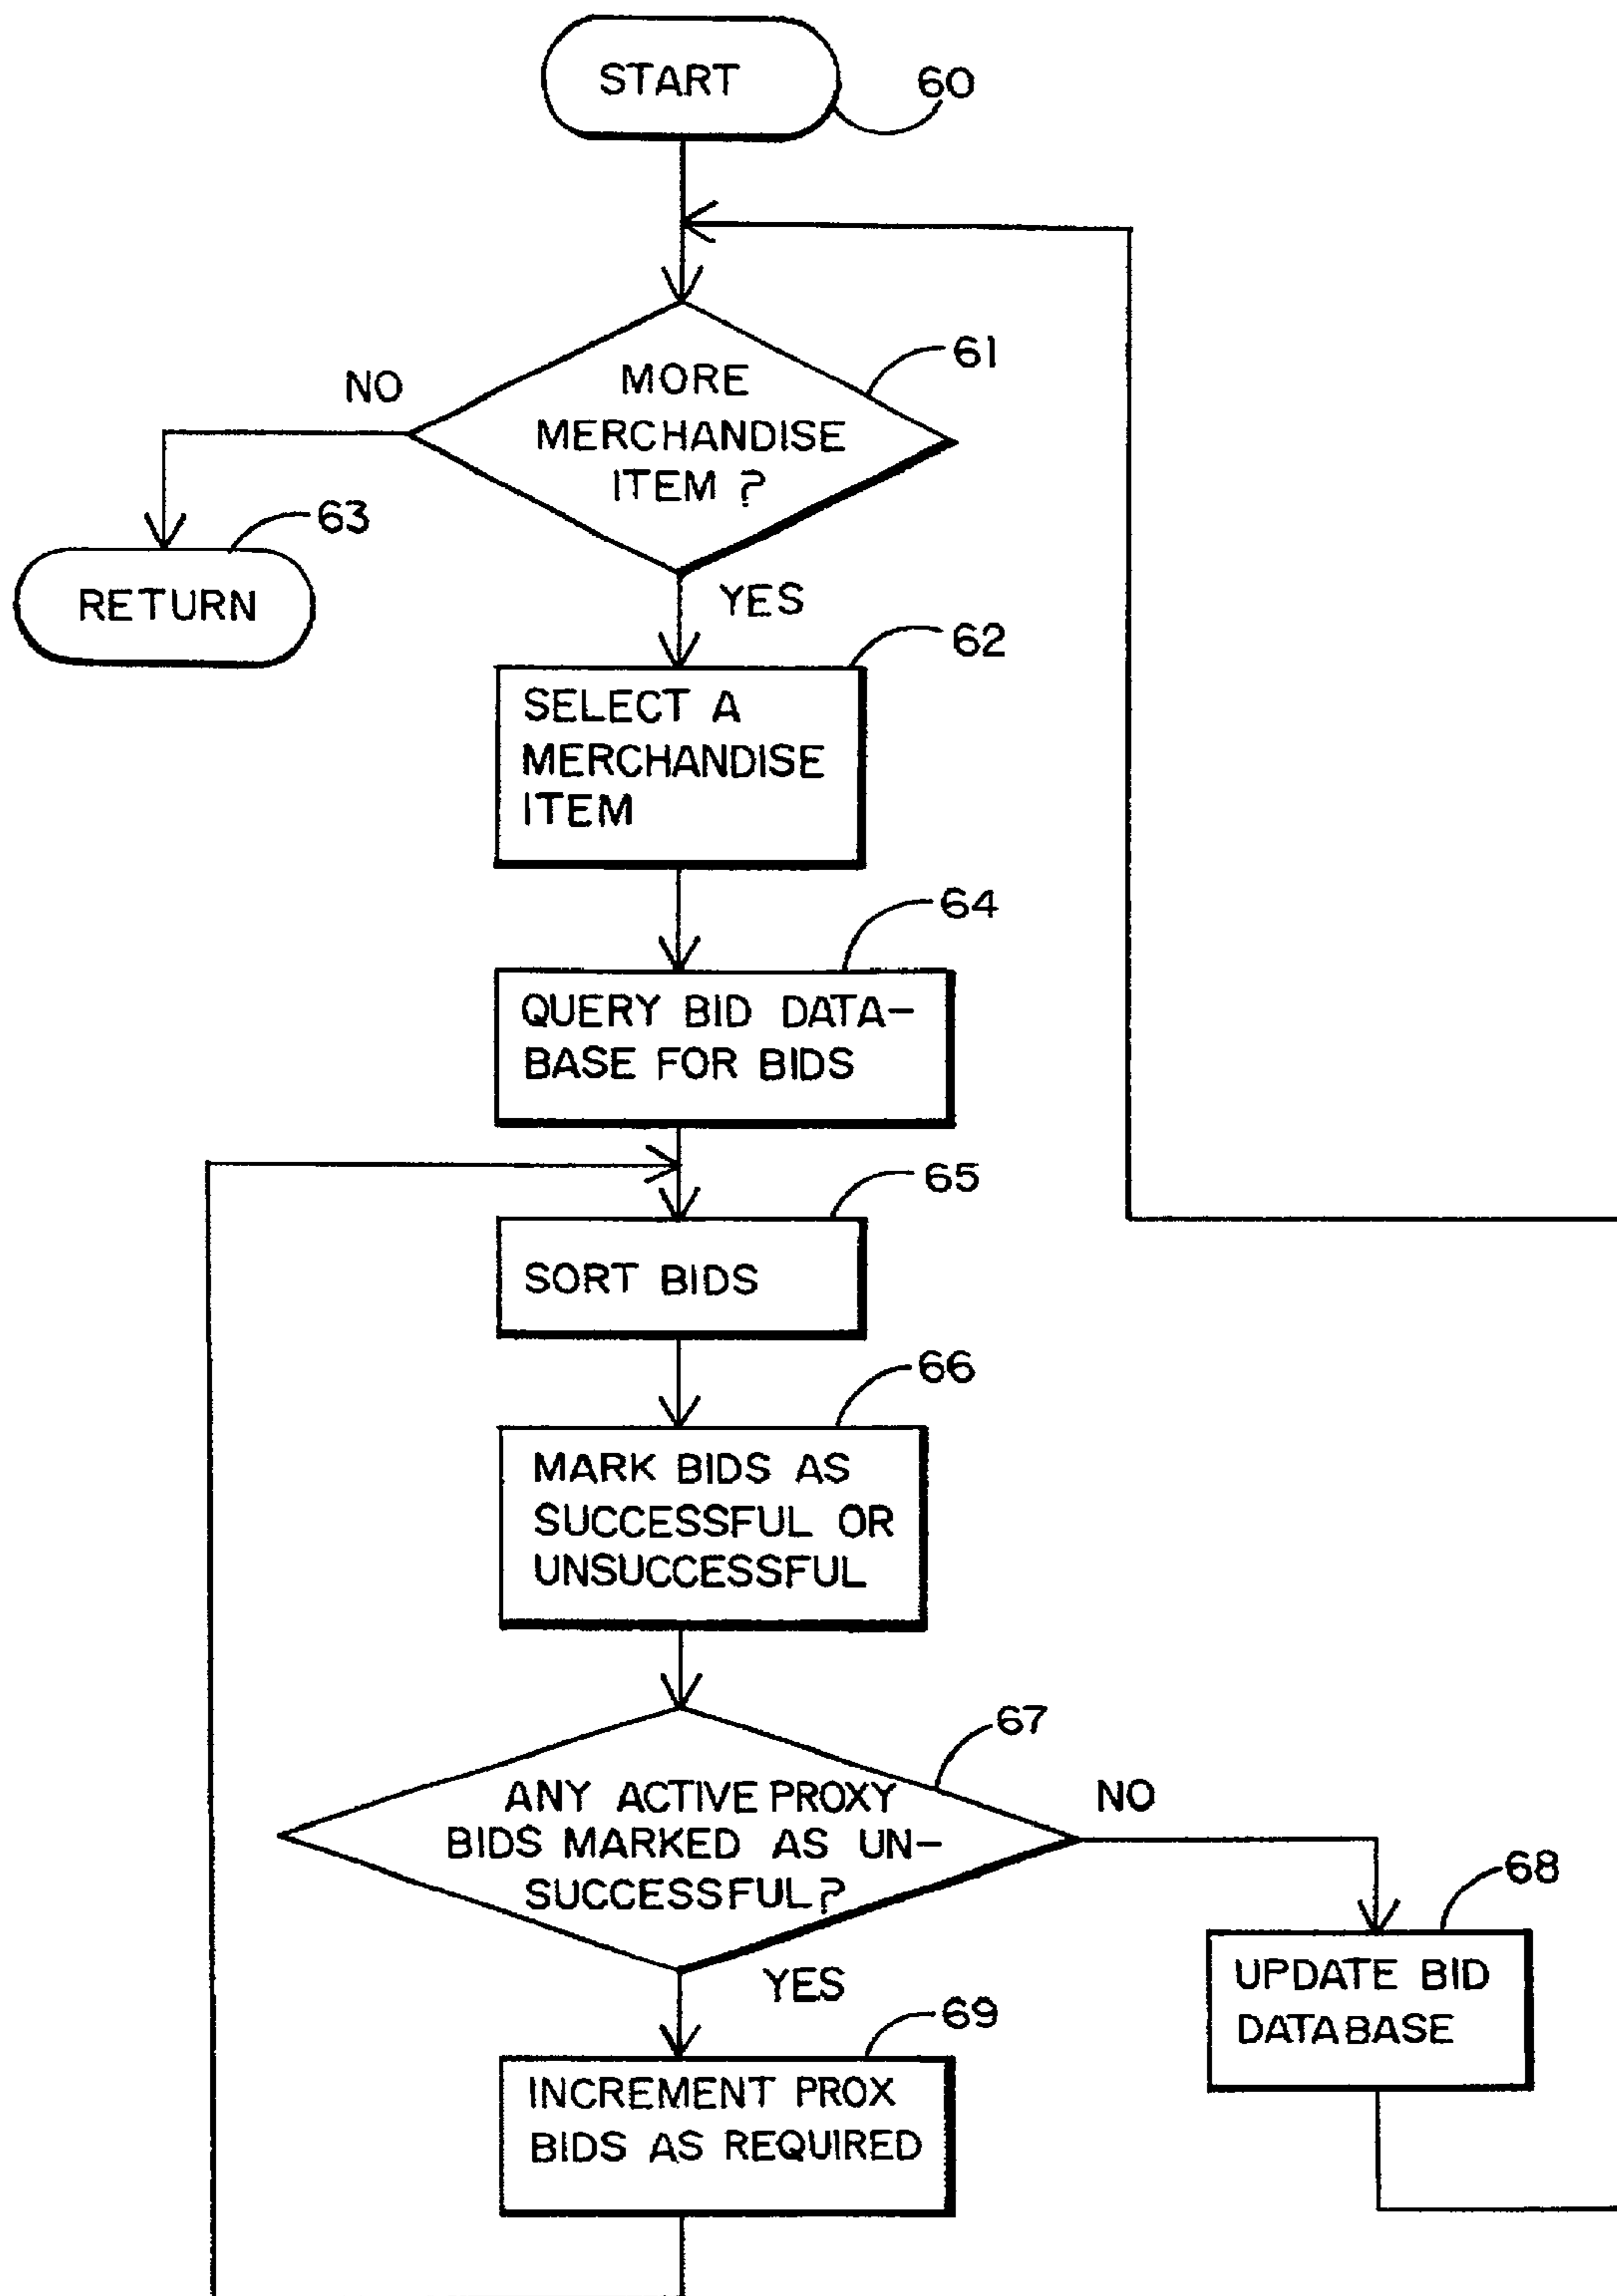 START
60
MORE
MERCHANDISE
ITEM ?
61
NO
63
RETURN
YES
62
SELECT A
MERCHANDISE
ITEM
64
QUERY BID DATA-
BASE FOR BIDS
65
SORT BIDS
66
MARK BIDS AS
SUCCESSFUL OR
UNSUCCESSFUL
67
ANY ACTIVE PROXY
BIDS MARKED AS UN-
SUCCESSFUL?
NO
68
UPDATE BID
DATABASE
YES
69
INCREMENT PROX
BIDS AS REQUIRED